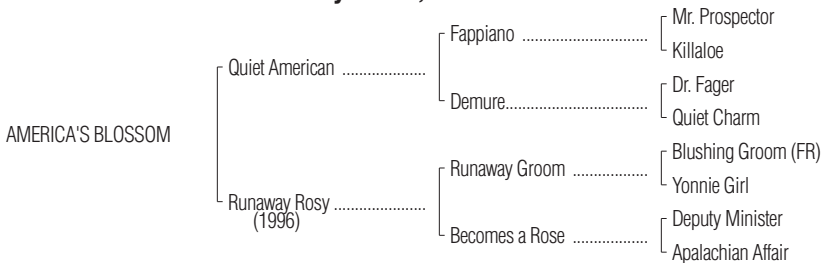 Mr. Prospector
Fappiano ....................
Killaloe
Quiet American ....................
Dr. Fager
Demure.............................
Quiet Charm
AMERICA'S BLOSSOM
Blushing Groom (FR)
Runaway Groom ..................
Yonnie Girl
Runaway Rosy ......................
(1996)
Deputy Minister
Becomes a Rose ..................
Apalachian Affair